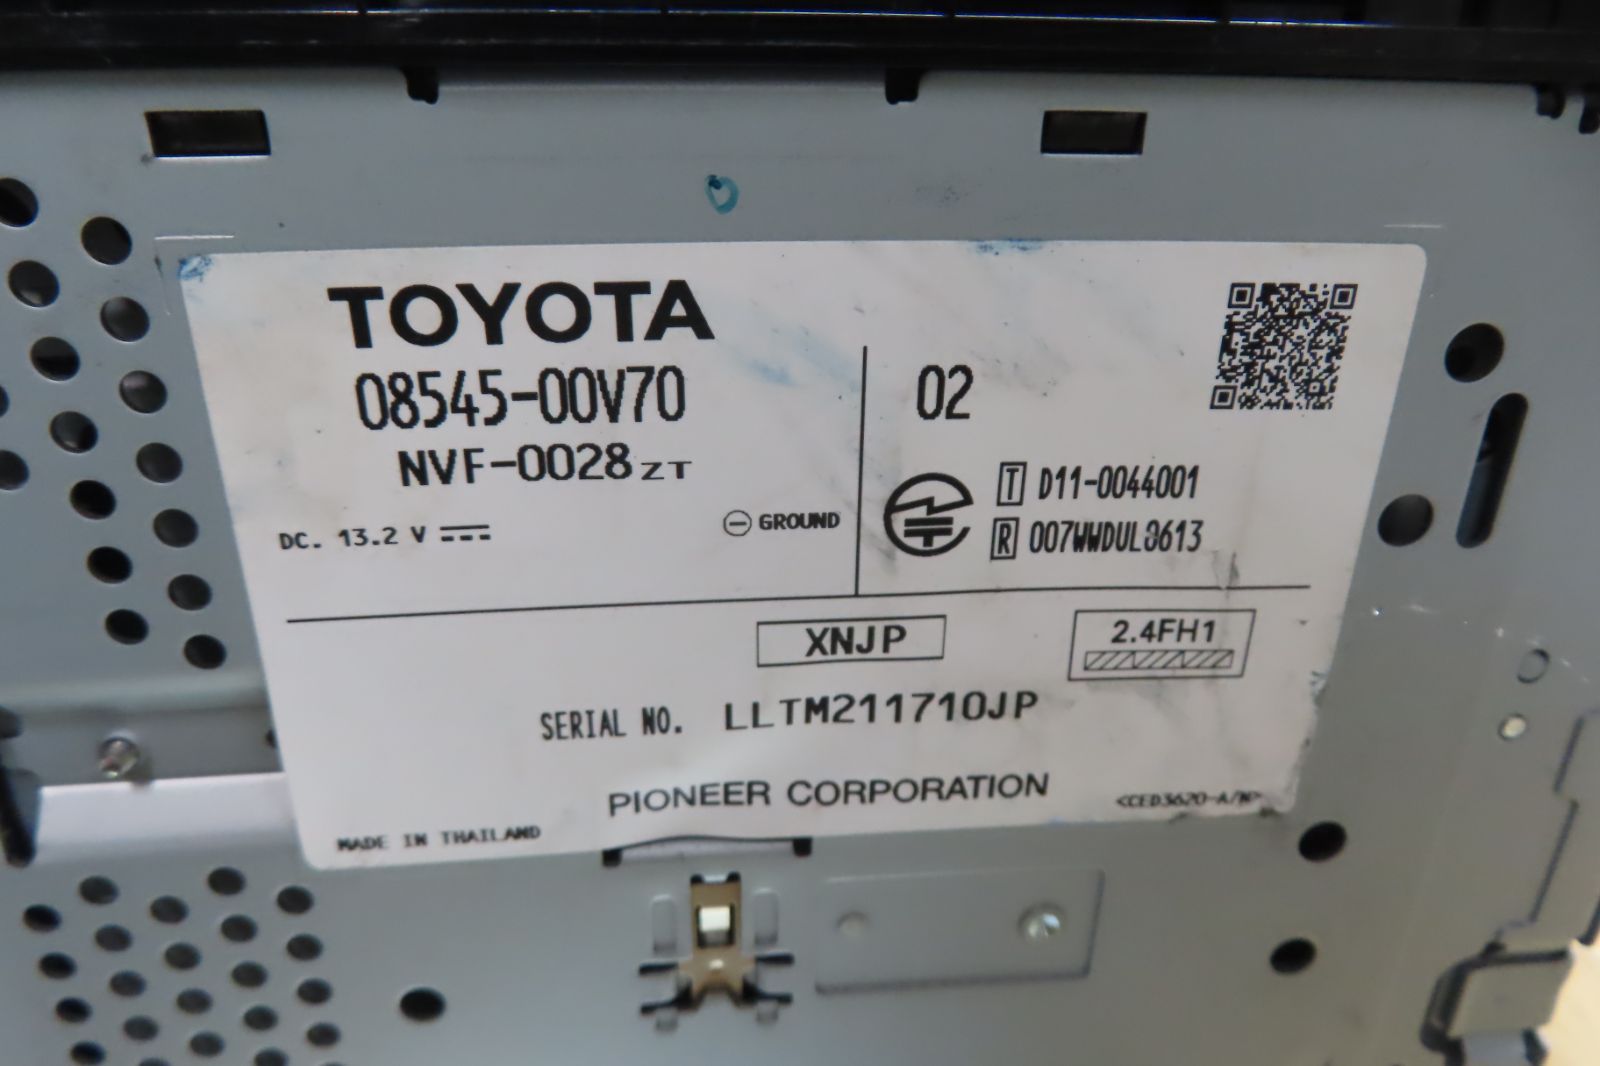 TOYOTA
08545-00V70
NVF-0028ZT
DC. 13.2 V
GROUND
02
T D11-0044001
R 007WWDUL0613
XNJP
2.4FH1
SERIAL NO. LLTM211710JP
PIONEER CORPORATION
<CED3620-A/N>
MADE IN THAILAND